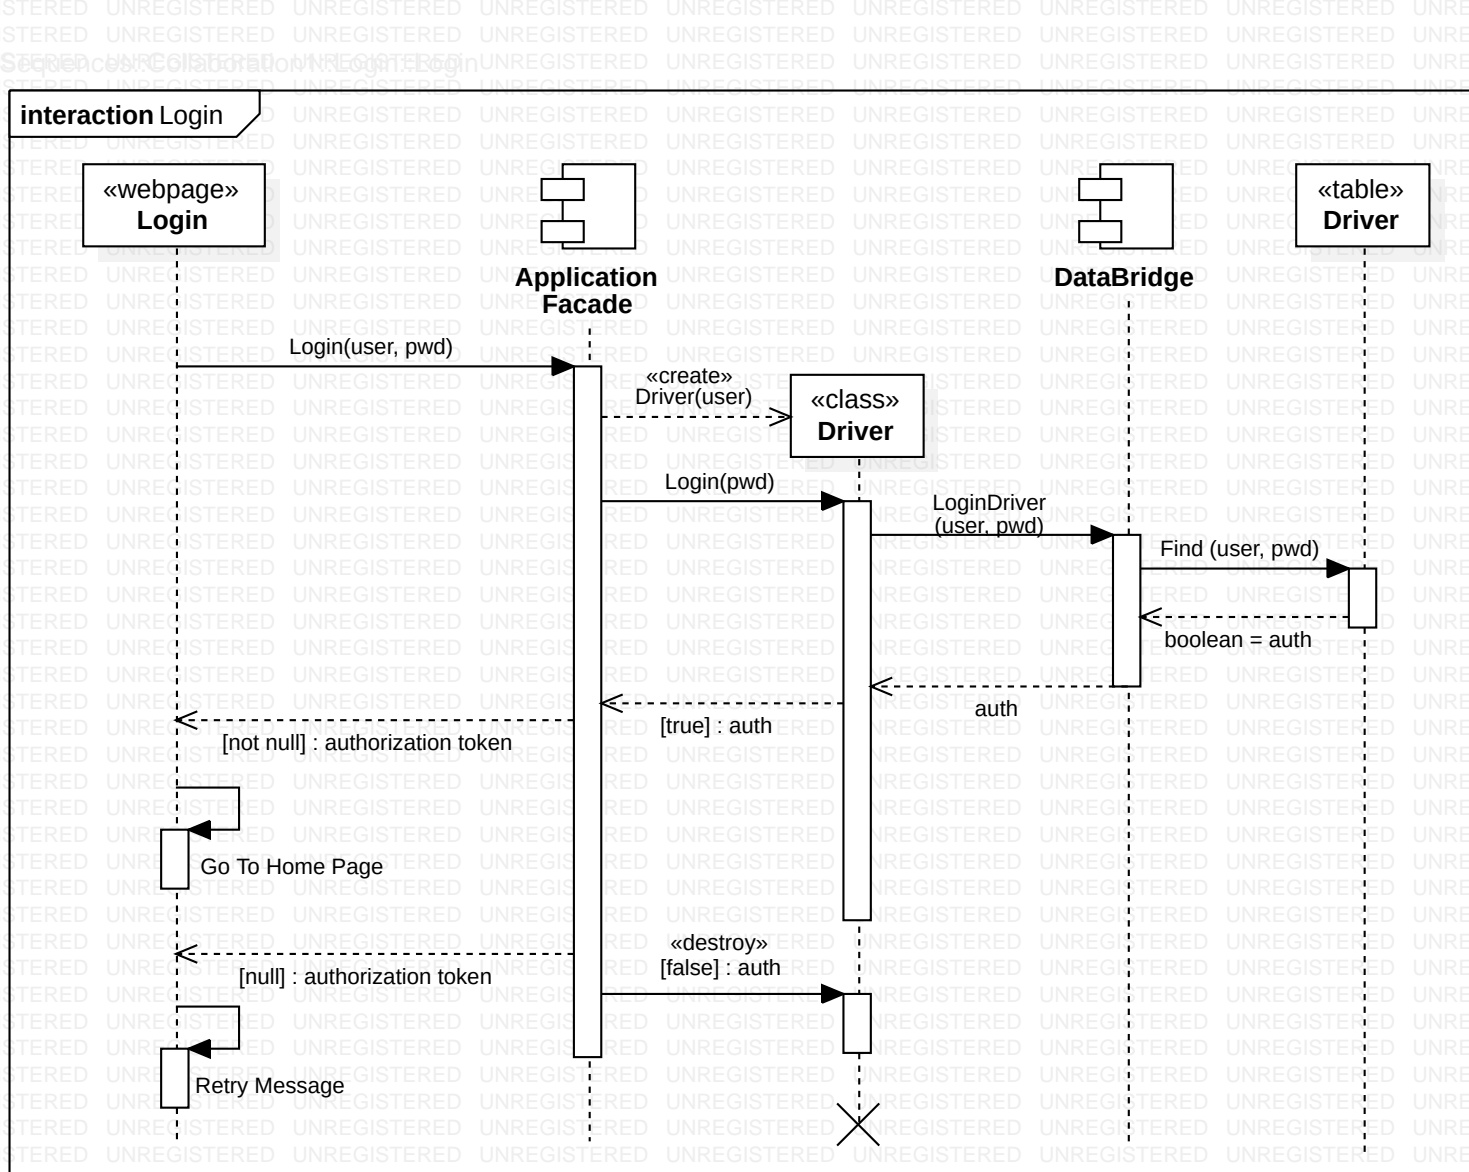 Sequences::Collaboration1::Login::Login
interaction Login
«webpage»
Login
Application
Facade
DataBridge
«table»
Driver
Login(user, pwd)
«create»
Driver(user)
«class»
Driver
Login(pwd)
LoginDriver
(user, pwd)
Find (user, pwd)
boolean = auth
auth
[true] : auth
[not null] : authorization token
Go To Home Page
«destroy»
[false] : auth
[null] : authorization token
Retry Message
UNREGISTERED